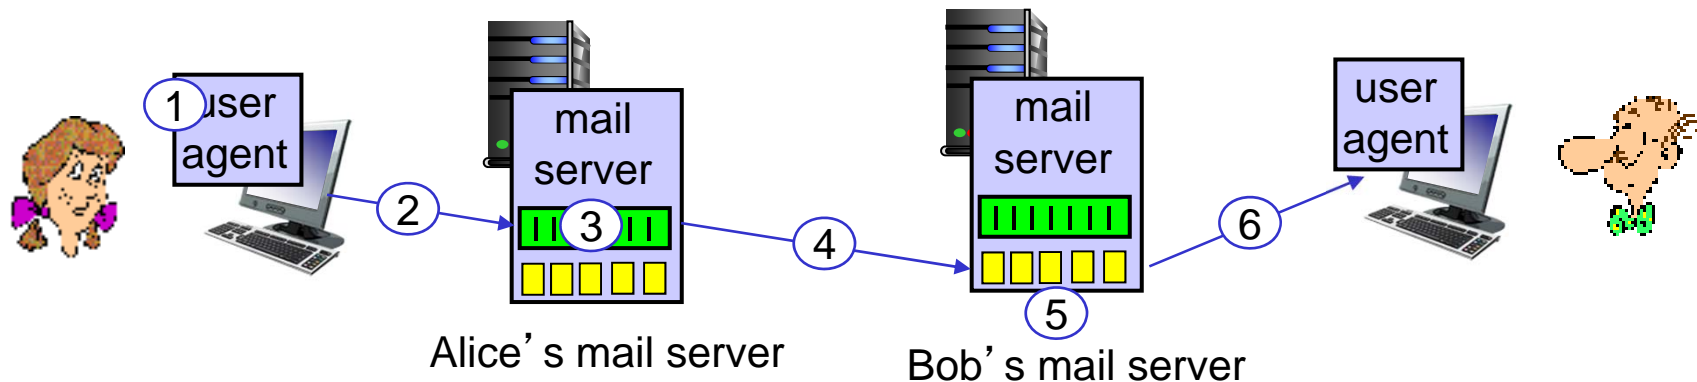 1
user
agent
2
mail
server
3
Alice’s mail server
4
mail
server
5
Bob’s mail server
6
user
agent